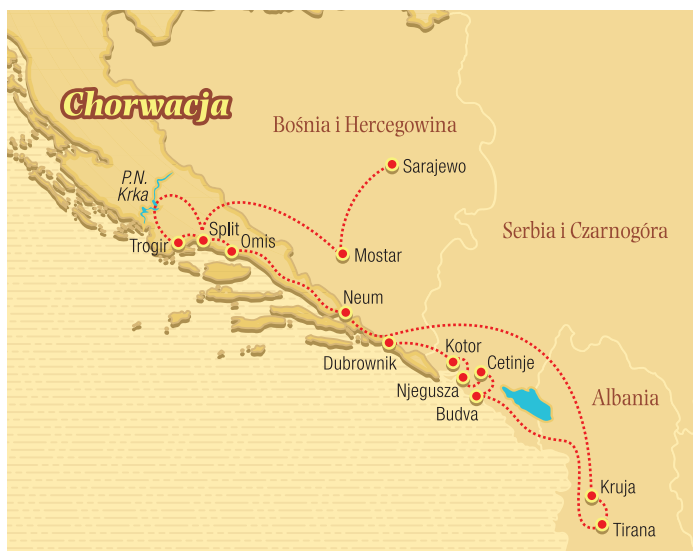 Chorwacja
Bośnia i Hercegowina
Sarajewo
P.N.
Krka
Serbia i Czarnogóra
Split
Omis
Trogir
Mostar
Neum
Dubrownik
Kotor
Cetinje
Njegusza
Budva
Albania
Kruja
Tirana